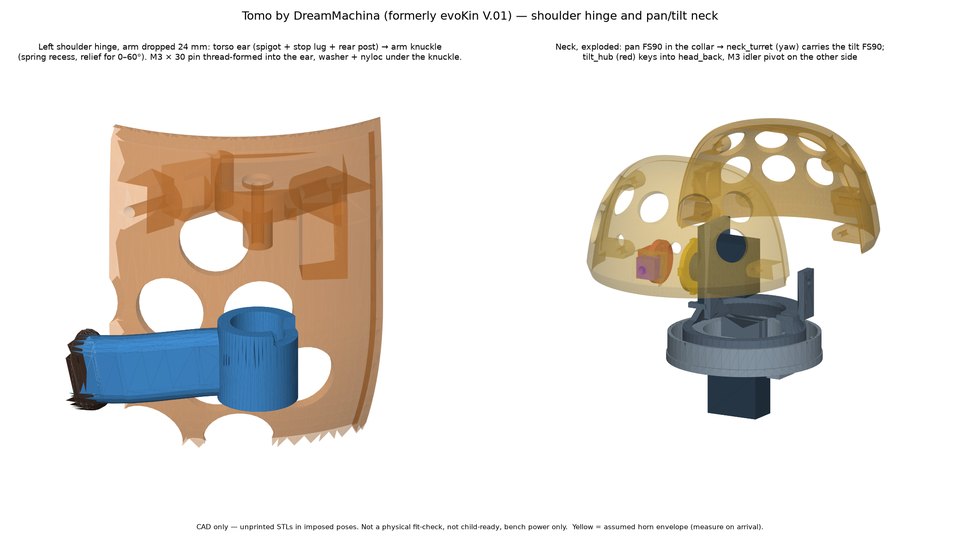 Tomo by DreamMachina (formerly evoKin V.01) — shoulder hinge and pan/tilt neck
Left shoulder hinge, arm dropped 24 mm: torso ear (spigot + stop lug + rear post) → arm knuckle
(spring recess, relief for 0–60°). M3 × 30 pin thread-formed into the ear, washer + nyloc under the knuckle.
Neck, exploded: pan FS90 in the collar → neck_turret (yaw) carries the tilt FS90;
tilt_hub (red) keys into head_back, M3 idler pivot on the other side
CAD only — unprinted STLs in imposed poses. Not a physical fit-check, not child-ready, bench power only.  Yellow = assumed horn envelope (measure on arrival).